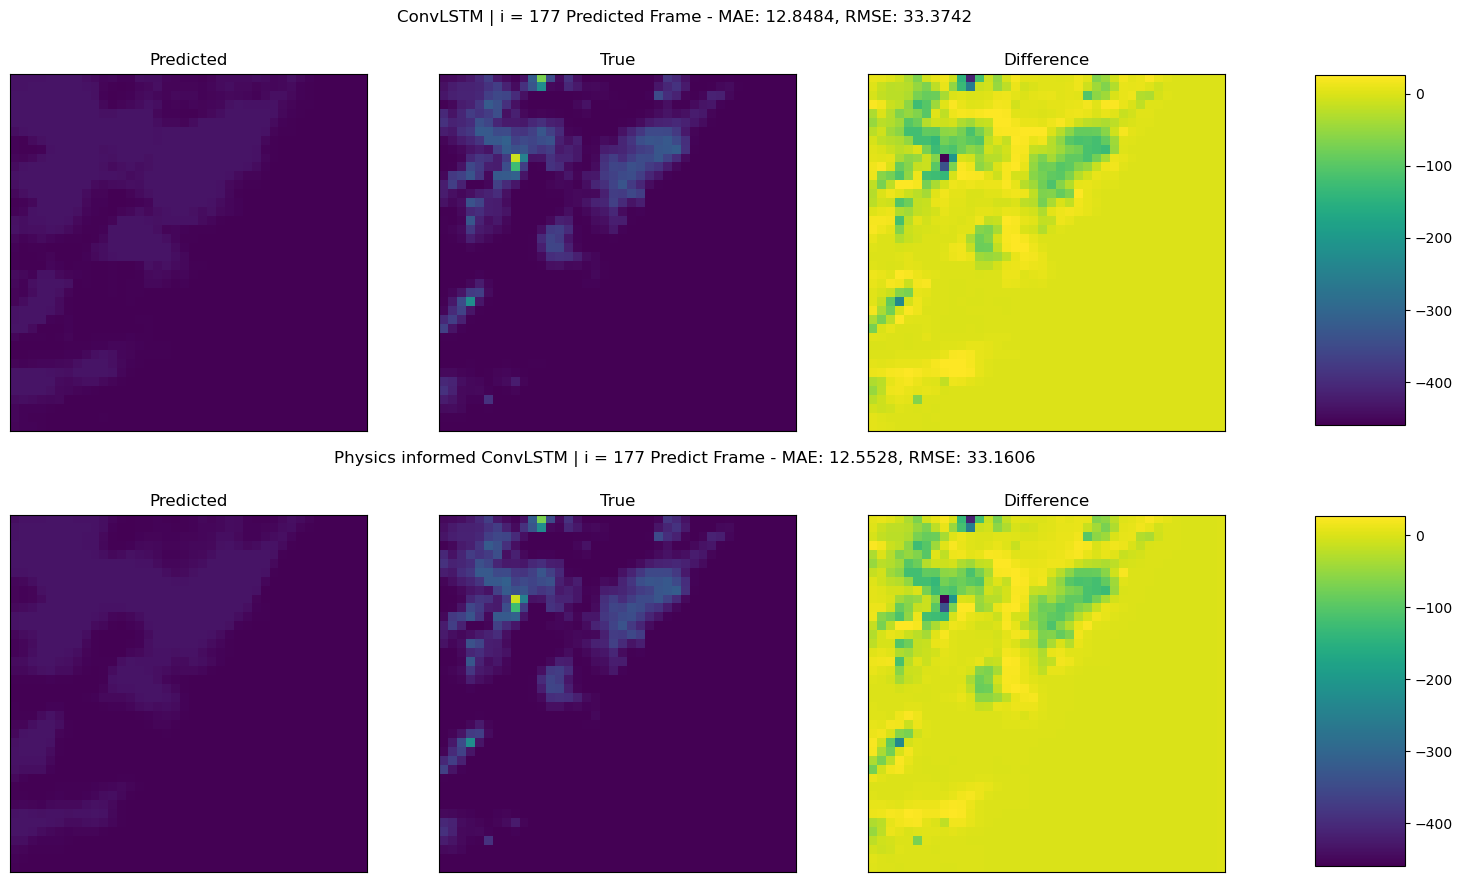 ConvLSTM | i = 177 Predicted Frame - MAE: 12.8484, RMSE: 33.3742
Predicted
True
Difference
0
−100
−200
−300
−400
Physics informed ConvLSTM | i = 177 Predict Frame - MAE: 12.5528, RMSE: 33.1606
Predicted
True
Difference
0
−100
−200
−300
−400